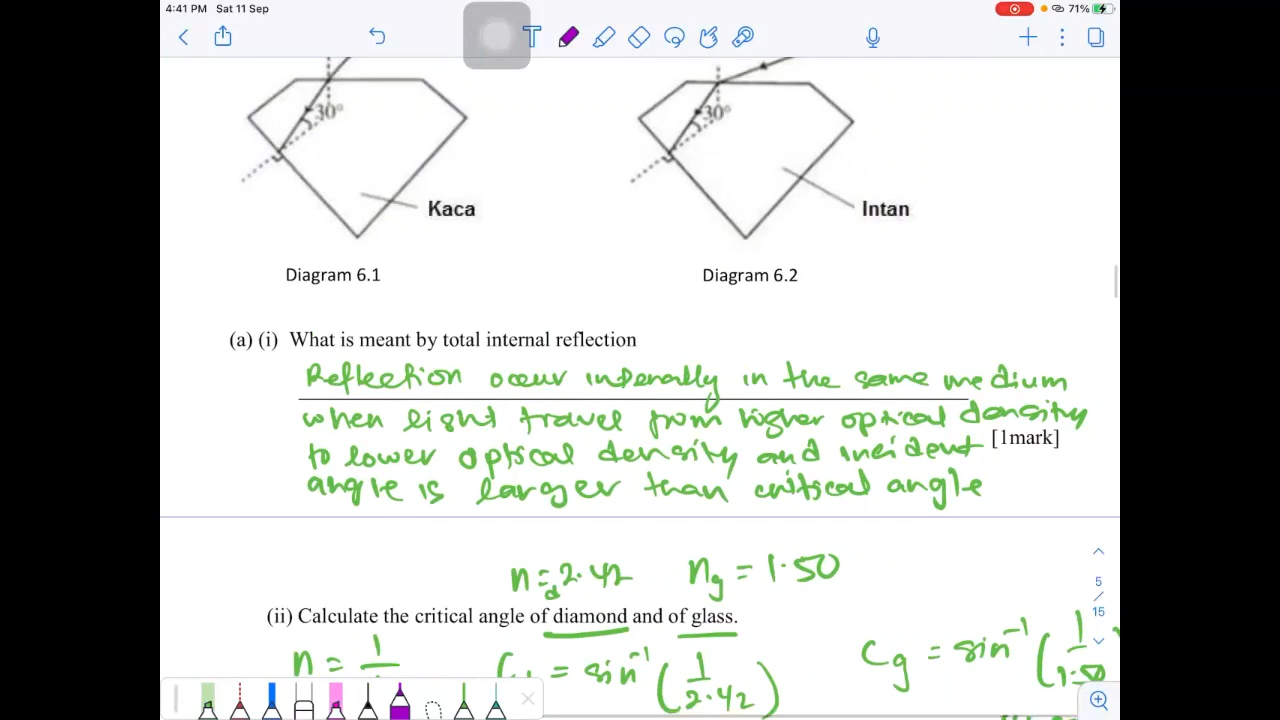 4:41 PM Sat 11 Sep
71%
T
30°
30°
Kaca
Intan
Diagram 6.1
Diagram 6.2
(a) (i) What is meant by total internal reflection
Reflection occur internally in the same medium
when light travel from higher optical density
[1mark]
to lower optical density and incident
angle is larger than critical angle
n_d = 2.42 n_g = 1.50
5
/
15
(ii) Calculate the critical angle of diamond and of glass.
n = 1
= sin⁻¹ (1/2.42)
C_g = sin⁻¹ (1/1.50